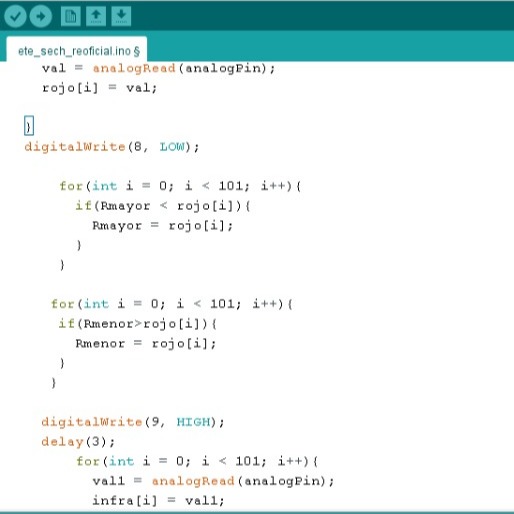 ete_sech_reoficial.ino §
val = analogRead(analogPin);
rojo[i] = val;
}
digitalWrite(8, LOW);
for(int i = 0; i < 101; i++){
if(Rmayor < rojo[i]){
Rmayor = rojo[i];
}
}
for(int i = 0; i < 101; i++){
if(Rmenor>rojo[i]){
Rmenor = rojo[i];
}
}
digitalWrite(9, HIGH);
delay(3);
for(int i = 0; i < 101; i++){
val1 = analogRead(analogPin);
infra[i] = val1;